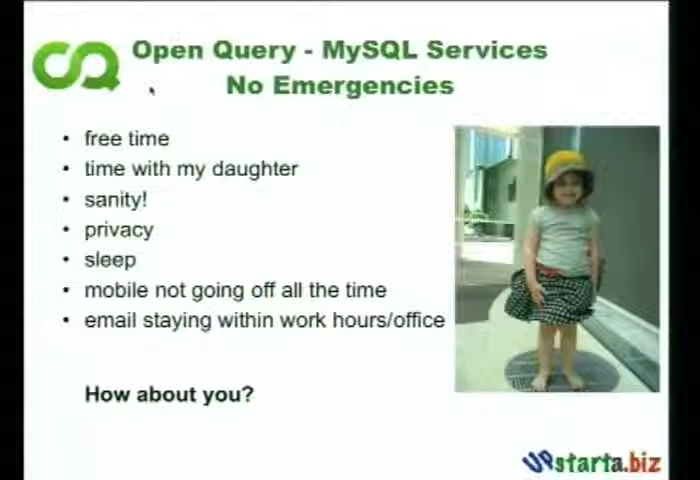 Open Query - MySQL Services
No Emergencies
• free time
• time with my daughter
• sanity!
• privacy
• sleep
• mobile not going off all the time
• email staying within work hours/office
How about you?
UPstarta.biz